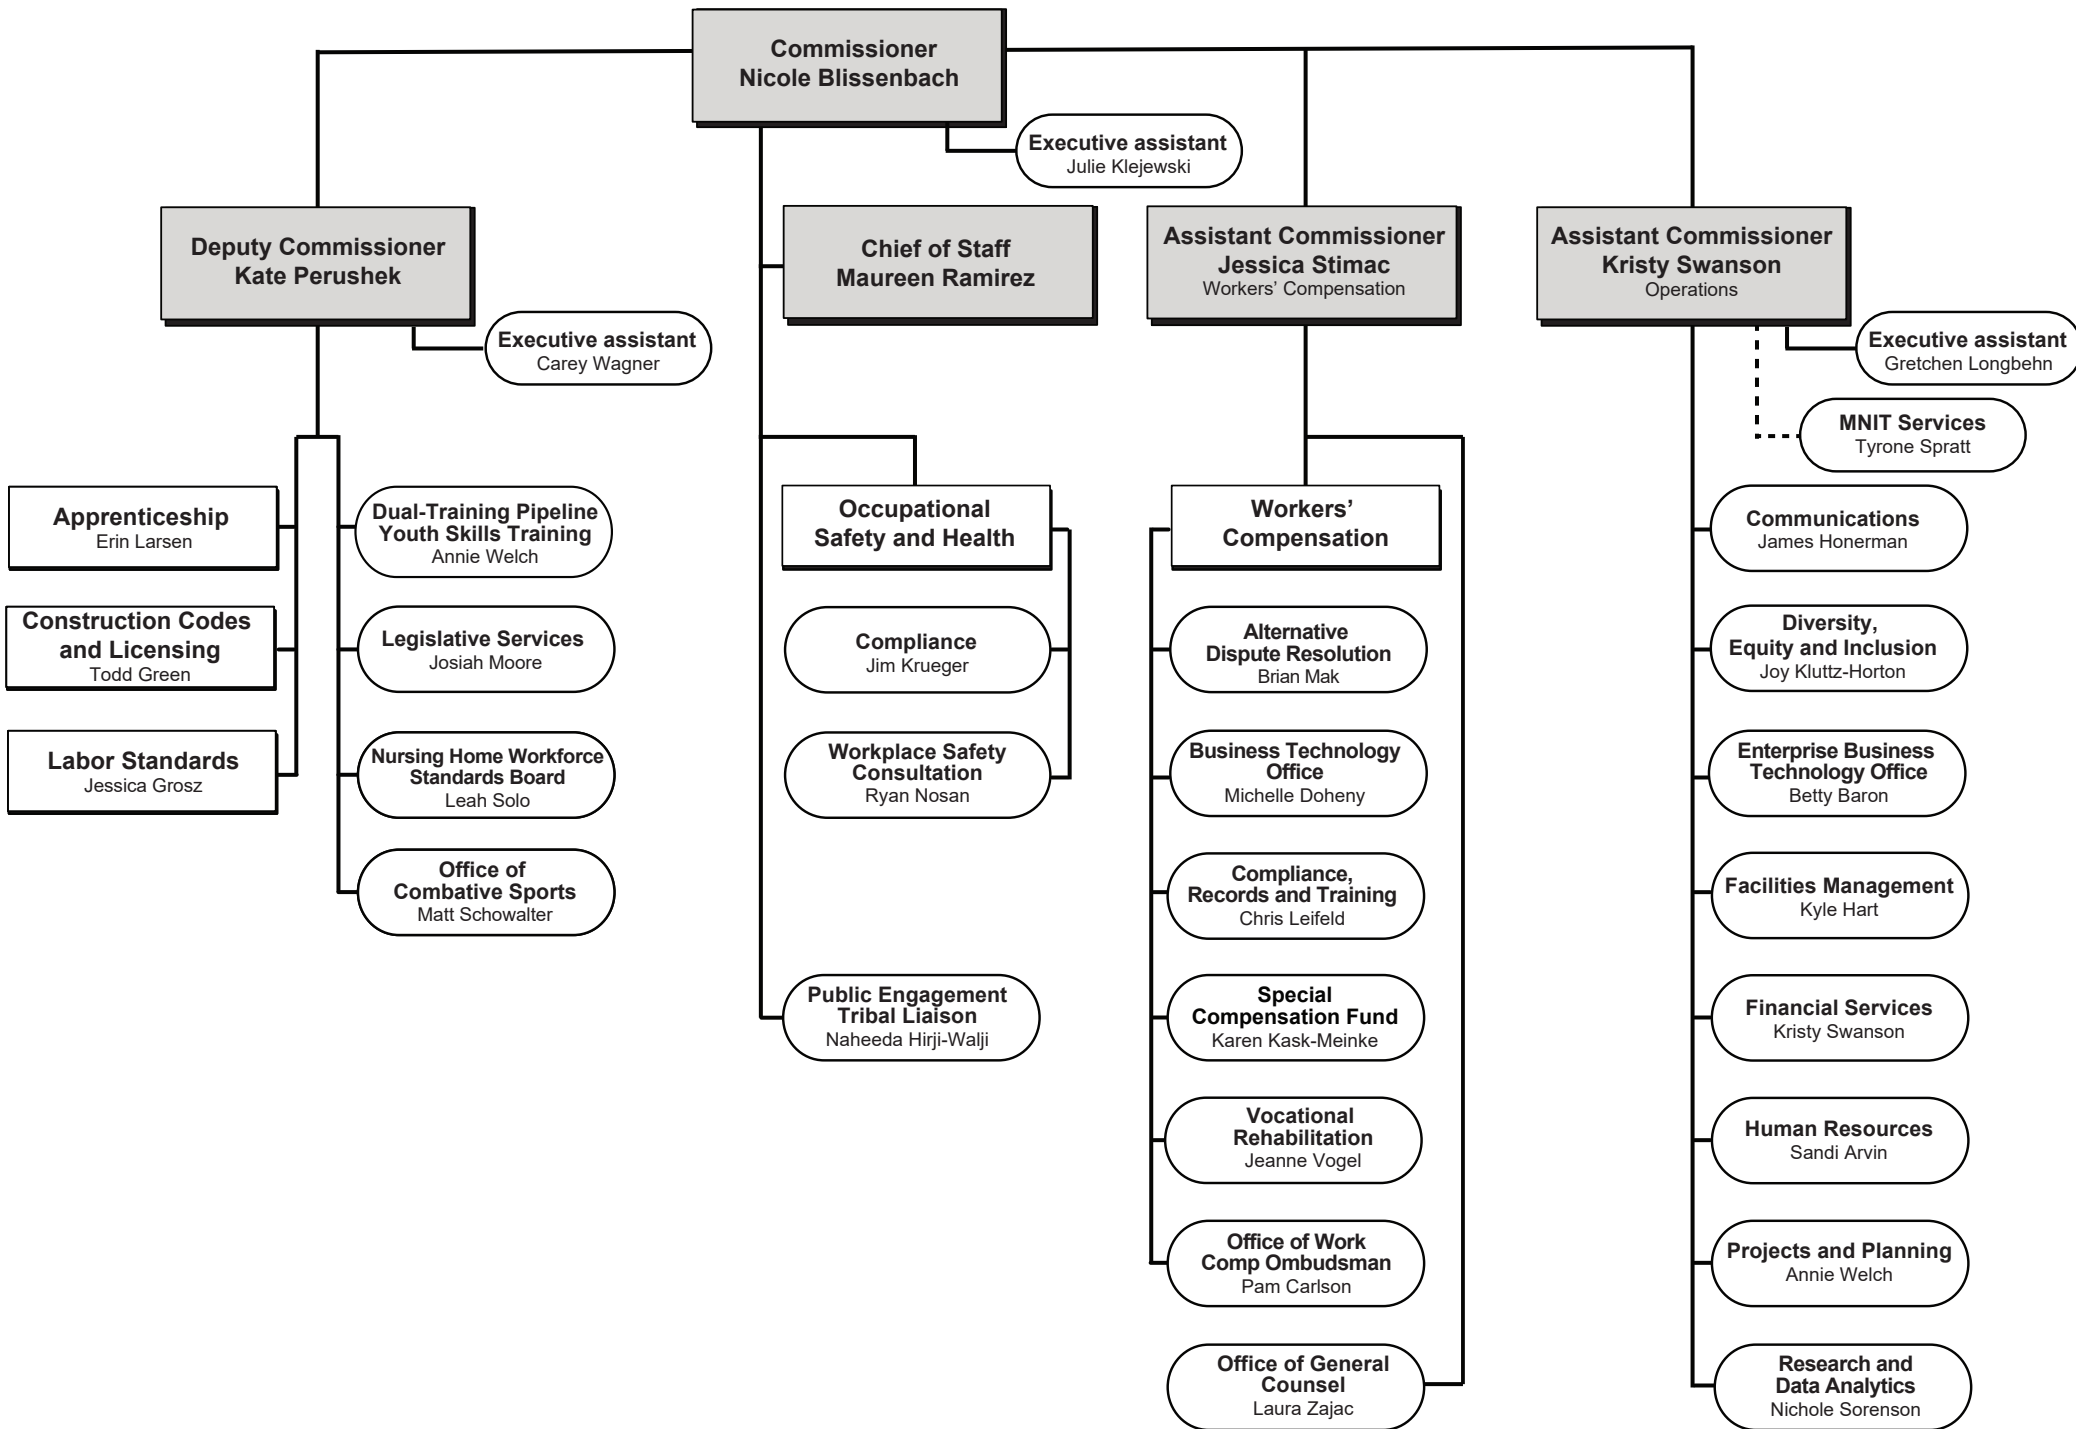 Commissioner
Nicole Blissenbach
Executive assistant
Julie Klejewski
Deputy Commissioner
Kate Perushek
Executive assistant
Carey Wagner
Chief of Staff
Maureen Ramirez
Assistant Commissioner
Jessica Stimac
Workers’ Compensation
Assistant Commissioner
Kristy Swanson
Operations
Executive assistant
Gretchen Longbehn
MNIT Services
Tyrone Spratt
Apprenticeship
Erin Larsen
Construction Codes
and Licensing
Todd Green
Labor Standards
Jessica Grosz
Dual-Training Pipeline
Youth Skills Training
Annie Welch
Legislative Services
Josiah Moore
Nursing Home Workforce
Standards Board
Leah Solo
Office of
Combative Sports
Matt Schowalter
Occupational
Safety and Health
Compliance
Jim Krueger
Workplace Safety
Consultation
Ryan Nosan
Public Engagement
Tribal Liaison
Naheeda Hirji-Walji
Workers’
Compensation
Alternative
Dispute Resolution
Brian Mak
Business Technology
Office
Michelle Doheny
Compliance,
Records and Training
Chris Leifeld
Special
Compensation Fund
Karen Kask-Meinke
Vocational
Rehabilitation
Jeanne Vogel
Office of Work
Comp Ombudsman
Pam Carlson
Office of General
Counsel
Laura Zajac
Communications
James Honerman
Diversity,
Equity and Inclusion
Joy Kluttz-Horton
Enterprise Business
Technology Office
Betty Baron
Facilities Management
Kyle Hart
Financial Services
Kristy Swanson
Human Resources
Sandi Arvin
Projects and Planning
Annie Welch
Research and
Data Analytics
Nichole Sorenson